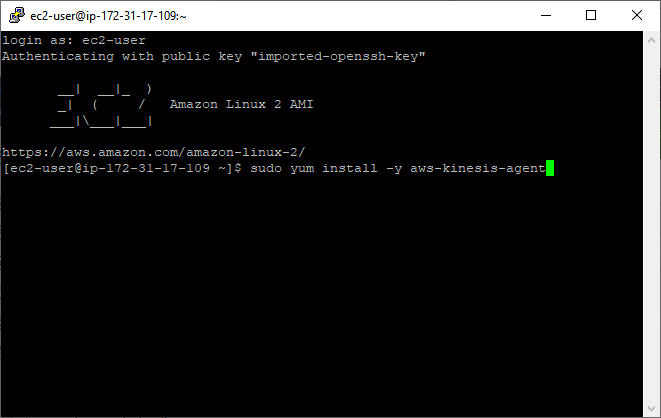 ec2-user@ip-172-31-17-109:~
login as: ec2-user
Authenticating with public key "imported-openssh-key"
       __|  __|_  )
       _|  (     /   Amazon Linux 2 AMI
      ___|\___|___|
https://aws.amazon.com/amazon-linux-2/
[ec2-user@ip-172-31-17-109 ~]$ sudo yum install -y aws-kinesis-agent